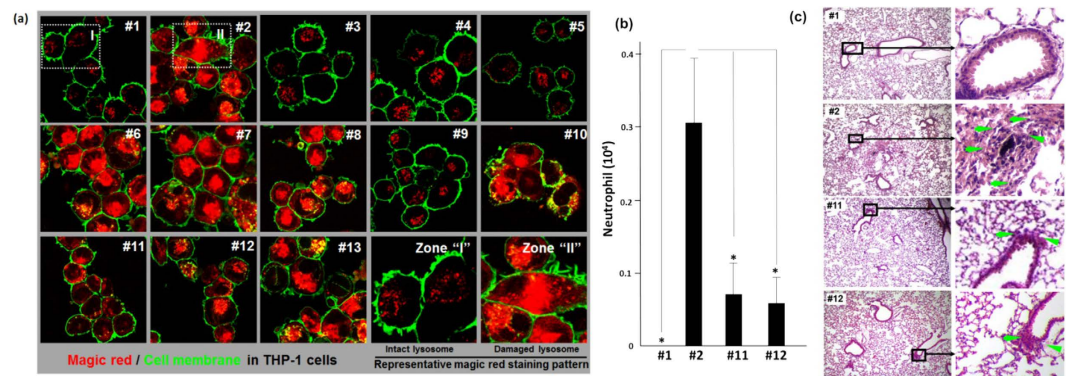 (a)
#1
I
#2
II
#3
#4
#5
#6
#7
#8
#9
#10
#11
#12
#13
Zone “I”
Zone “II”
Magic red / Cell membrane in THP-1 cells
Intact lysosome
Damaged lysosome
Representative magic red staining pattern
(b)
Neutrophil (10⁴)
0.4
0.3
0.2
0.1
0
*
*
*
#1
#2
#11
#12
(c)
#1
#2
#11
#12